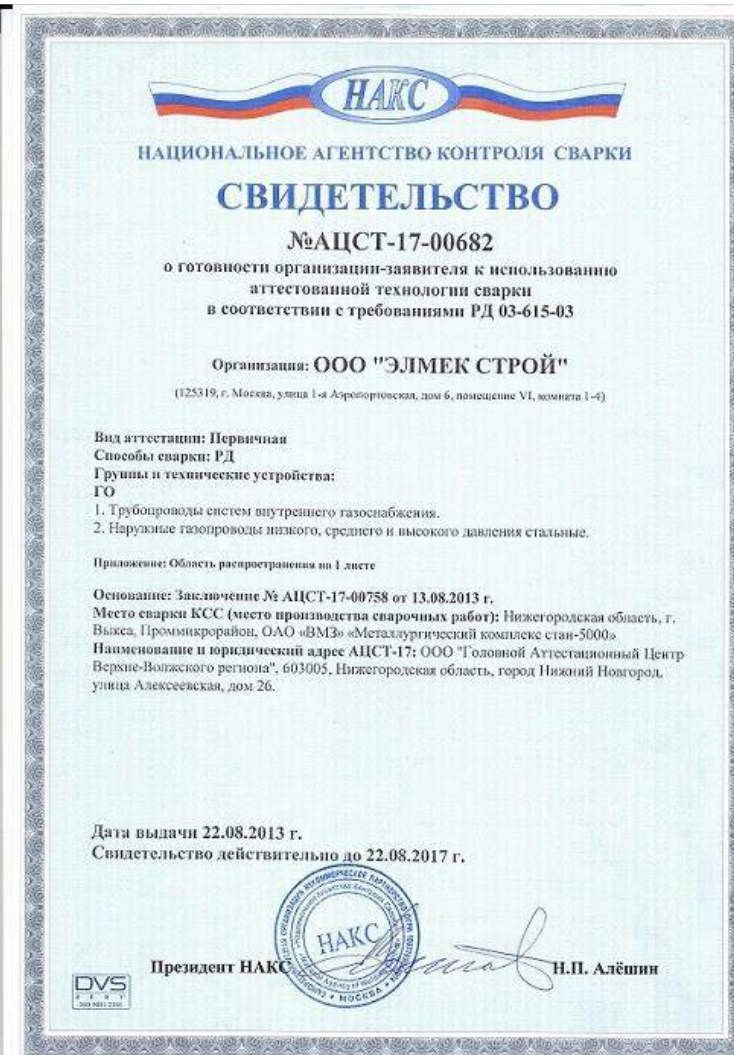 НАКС
НАЦИОНАЛЬНОЕ АГЕНТСТВО КОНТРОЛЯ СВАРКИ
СВИДЕТЕЛЬСТВО
№АЦСТ-17-00682
о готовности организации-заявителя к использованию
аттестованной технологии сварки
в соответствии с требованиями РД 03-615-03
Организация: ООО "ЭЛМЕК СТРОЙ"
(125319, г. Москва, улица 1-я Аэропортовская, дом 6, помещение VI, комната 1-4)
Вид аттестации: Первичная
Способы сварки: РД
Группы и технические устройства:
ГО
1. Трубопроводы систем внутреннего газоснабжения.
2. Наружные газопроводы низкого, среднего и высокого давления стальные.
Приложение: Область распространения на 1 листе
Основание: Заключение № АЦСТ-17-00758 от 13.08.2013 г.
Место сварки КСС (место производства сварочных работ): Нижегородская область, г.
Выкса, Проммикрорайон, ОАО «ВМЗ» «Металлургический комплекс стан-5000»
Наименование и юридический адрес АЦСТ-17: ООО "Головной Аттестационный Центр
Верхне-Волжского региона", 603005, Нижегородская область, город Нижний Новгород,
улица Алексеевская, дом 26.
Дата выдачи 22.08.2013 г.
Свидетельство действительно до 22.08.2017 г.
НАКС
МОСКВА
Президент НАКС
Н.П. Алёшин
DVS